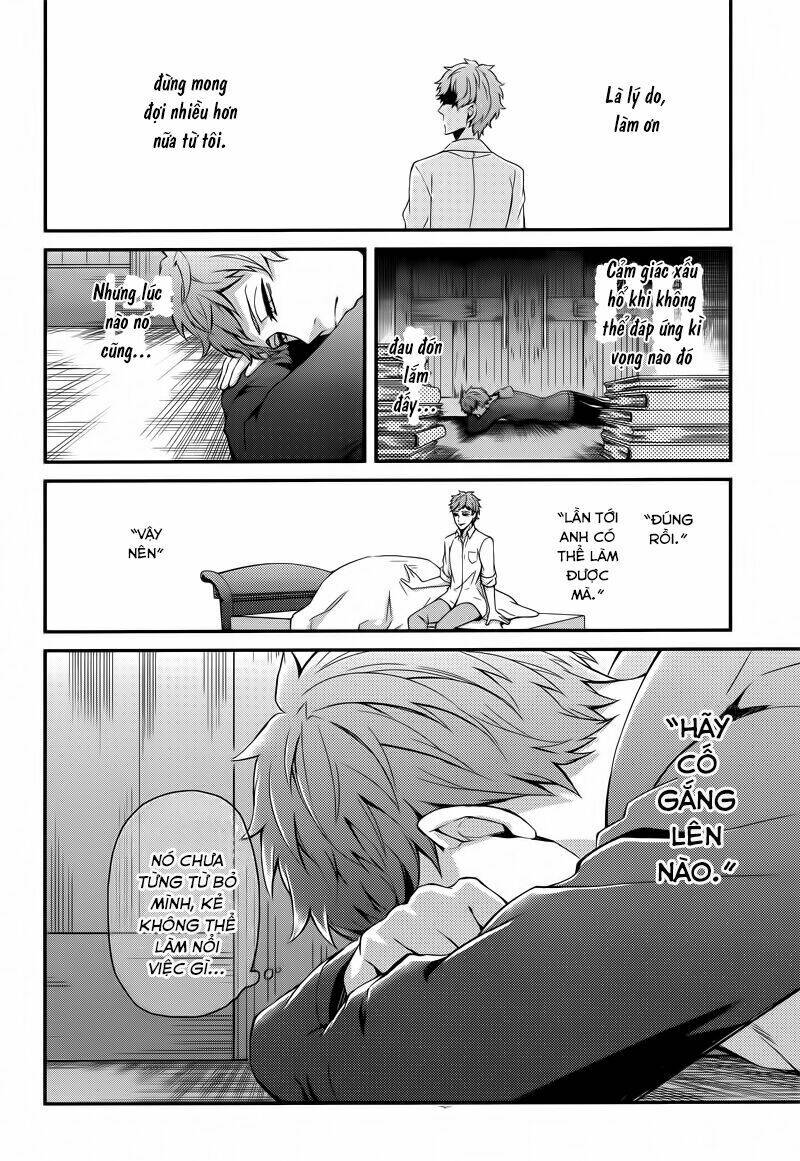 Là lý do,
làm ơn
đừng mong
đợi nhiều hơn
nữa từ tôi.
Cảm giác xấu
hổ khi không
thể đáp ứng kì
vọng nào đó
đau đớn
lắm
đấy...
Nhưng lúc
nào nó
cũng...
"ĐÚNG
RỒI."
"LẦN TỚI
ANH CÓ
THỂ LÀM
ĐƯỢC
MÀ."
"VẬY
NÊN"
"HÃY
CỐ
GẮNG
LÊN
NÀO."
NÓ CHƯA
TỪNG TỪ BỎ
MÌNH, KẺ
KHÔNG THỂ
LÀM NỔI
VIỆC GÌ...